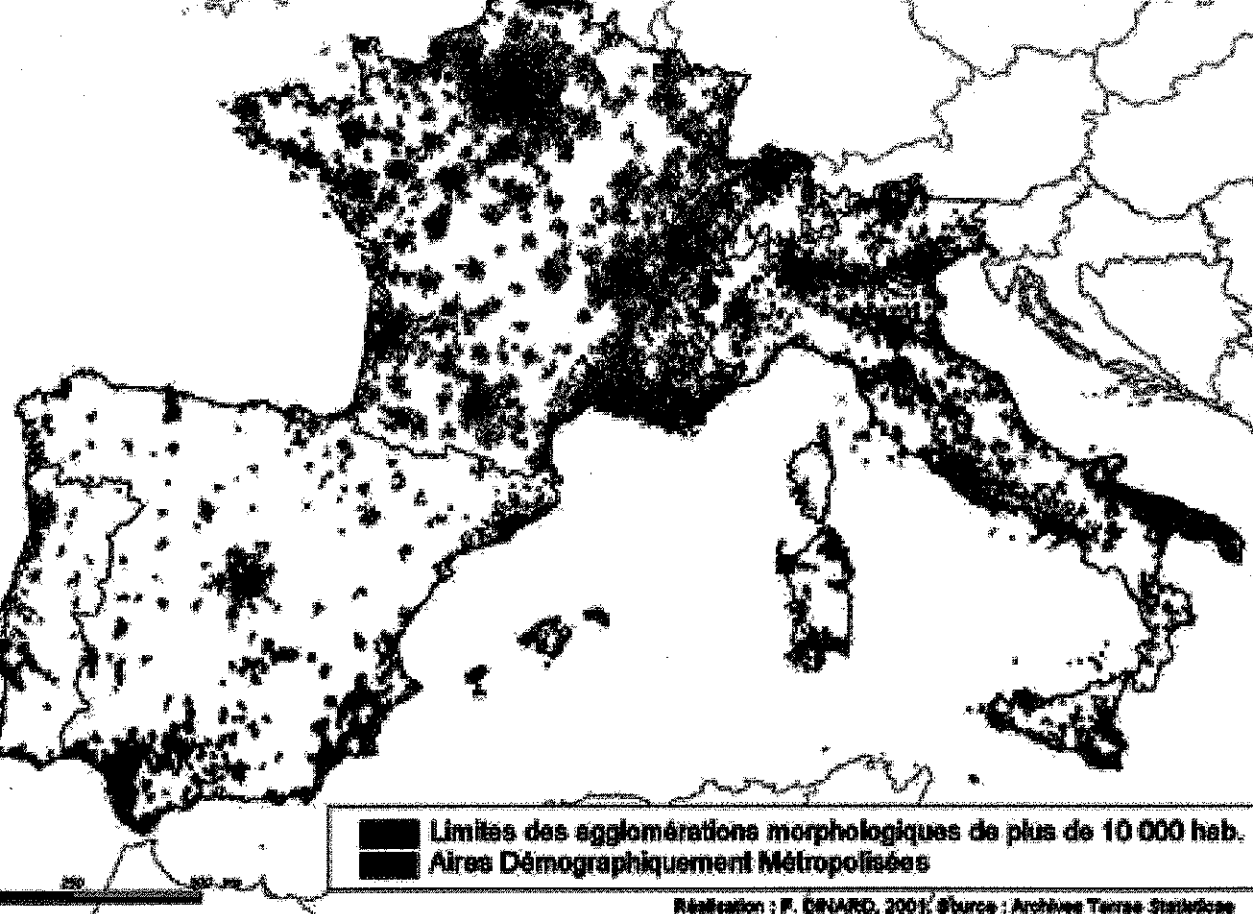 Limites des agglomérations morphologiques de plus de 10 000 hab.
Aires Démographiquement Métropolisées
250
Réalisation : F. DINARD, 2001, Source : Archives Terrae Statisticae